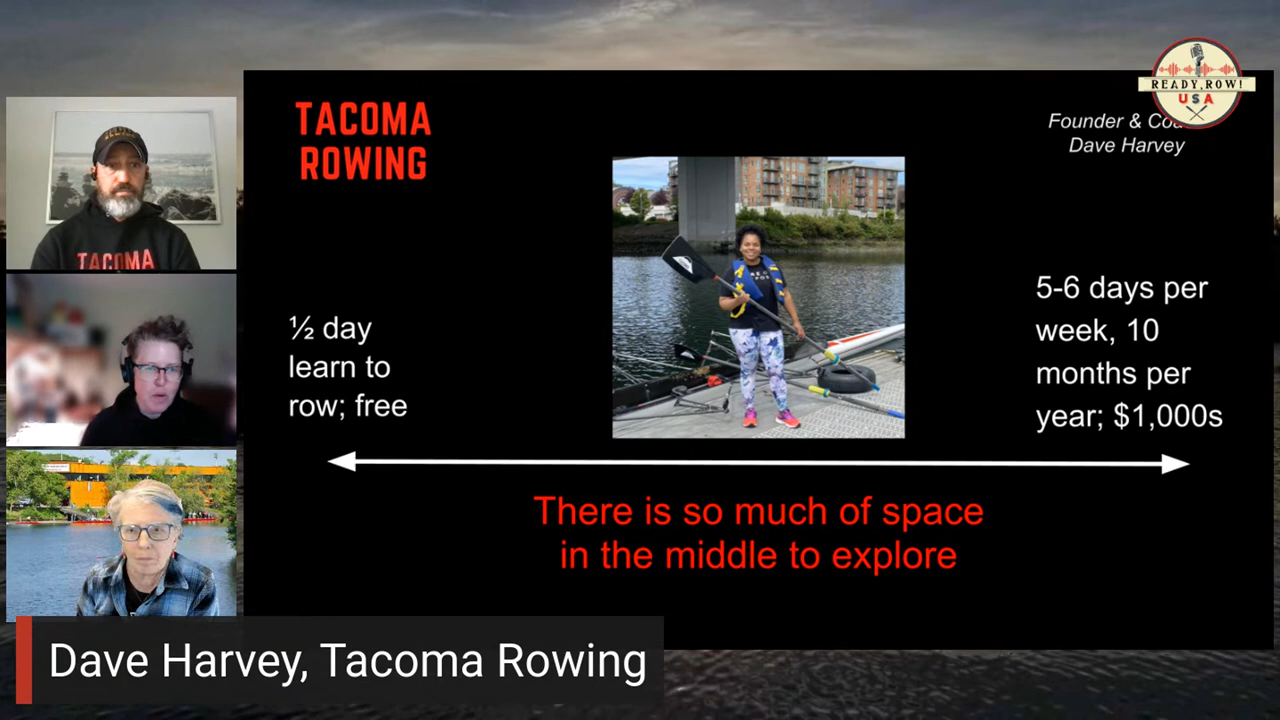 READY, ROW!
USA
TACOMA
ROWING
Founder &
Dave Harvey
TACOMA
½ day
learn to
row; free
5-6 days per
week, 10
months per
year; $1,000s
There is so much of space
in the middle to explore
Dave Harvey, Tacoma Rowing